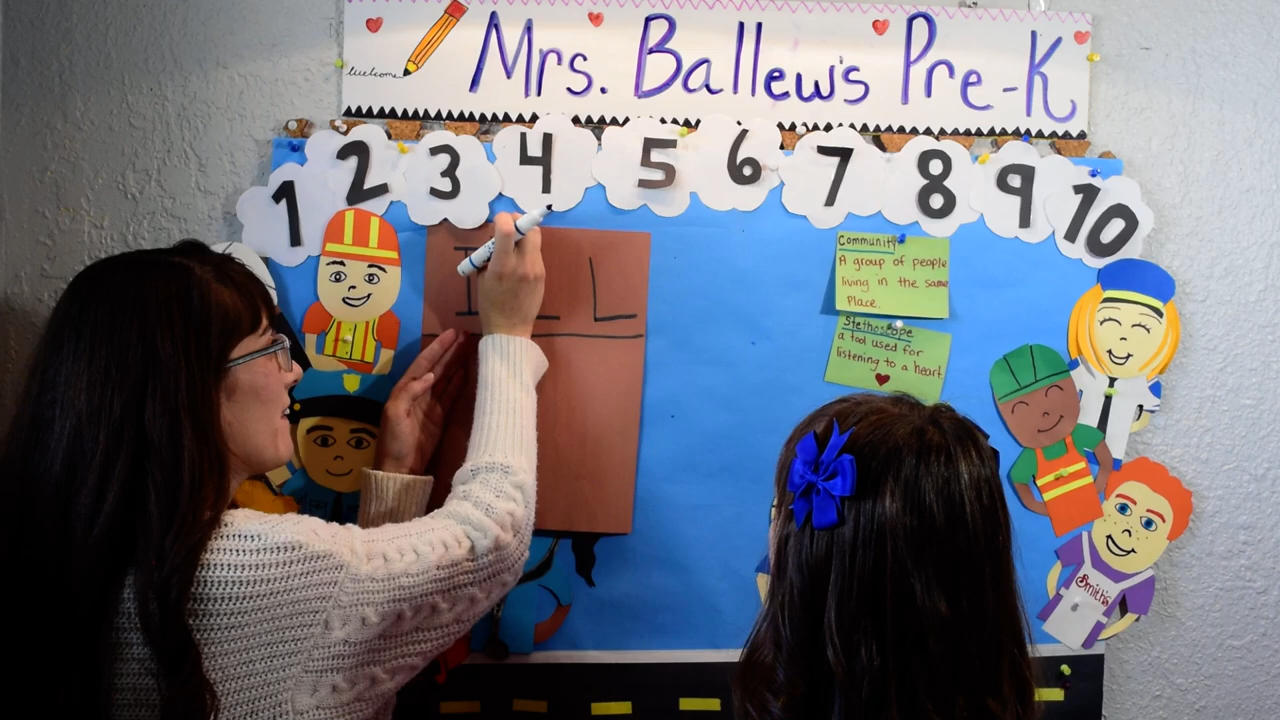 Mrs. Ballew's Pre-K
welcome
1 2 3 4 5 6 7 8 9 10
I L
Community
A group of people
living in the same
Place.
Stethoscope
a tool used for
listening to a heart
Smith's